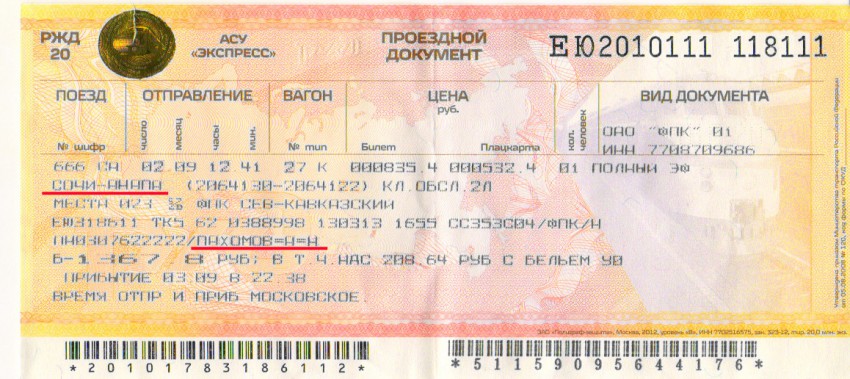 РЖД
20
АСУ
«ЭКСПРЕСС»
ПРОЕЗДНОЙ
ДОКУМЕНТ
ЕЮ2010111 118111
ПОЕЗД ОТПРАВЛЕНИЕ ВАГОН ЦЕНА руб. ВИД ДОКУМЕНТА
№ шифр число месяц часы мин. № тип Билет Плацкарта кол. человек
ОАО "ФПК" 01
ИНН 7708709686
666 СА 02.09 12.41 27 К 000835.4 000532.4 01 ПОЛНЫЙ ЭФ
СОЧИ-АНАПА (2064130-2064122) КЛ.ОБСЛ.2Л
МЕСТА 023 ФПК СЕВ-КАВКАЗСКИЙ
ЕЮ318611 ТКБ 62 0388998 130313 1655 СС353С04/ФПК/Н
ПН0307622222/ПАХОМОВ=А=А
Б-1367.8 РУБ; В Т.Ч.НДС 208.64 РУБ С БЕЛЬЕМ У0
ПРИБЫТИЕ 03.09 В 22.38
ВРЕМЯ ОТПР И ПРИБ МОСКОВСКОЕ.
*20101783186112*
*51159095644176*